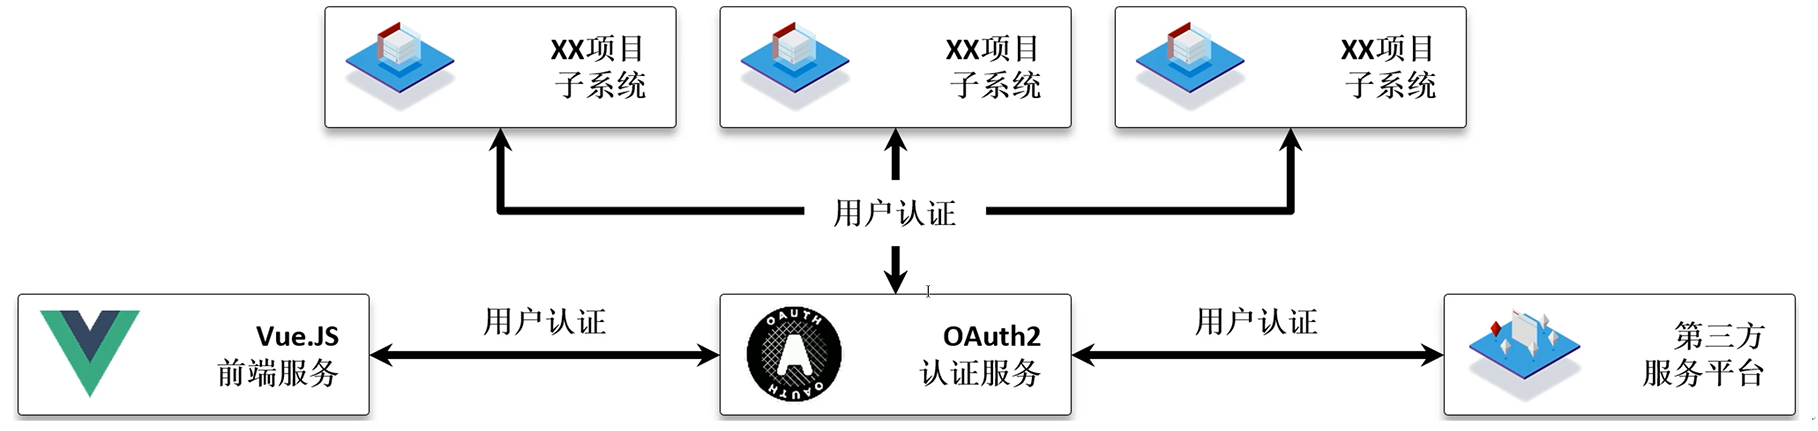 XX项目
子系统
XX项目
子系统
XX项目
子系统
用户认证
Vue.JS
前端服务
用户认证
OAUTH
A
OAUTH
OAuth2
认证服务
用户认证
第三方
服务平台